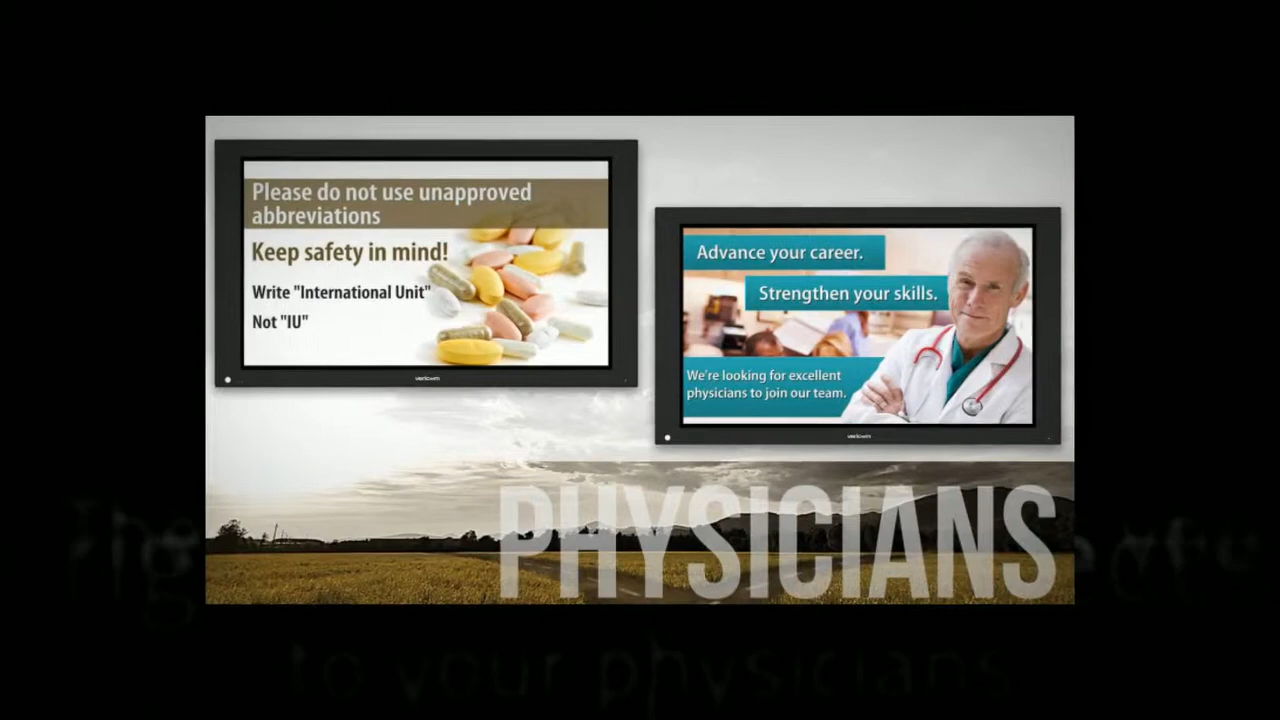 Please do not use unapproved
abbreviations
Keep safety in mind!
Write "International Unit"
Not "IU"
Advance your career.
Strengthen your skills.
We're looking for excellent
physicians to join our team.
PHYSICIANS
to your physicians